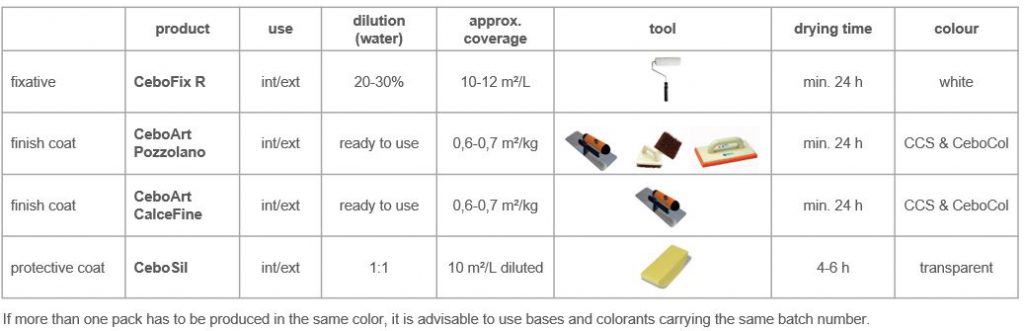 product use dilution (water) approx. coverage tool drying time colour
fixative CeboFix R int/ext 20-30% 10-12 m²/L min. 24 h white
finish coat CeboArt Pozzolano int/ext ready to use 0,6-0,7 m²/kg min. 24 h CCS & CeboCol
finish coat CeboArt CalceFine int/ext ready to use 0,6-0,7 m²/kg min. 24 h CCS & CeboCol
protective coat CeboSil int/ext 1:1 10 m²/L diluted 4-6 h transparent
If more than one pack has to be produced in the same color, it is advisable to use bases and colorants carrying the same batch number.